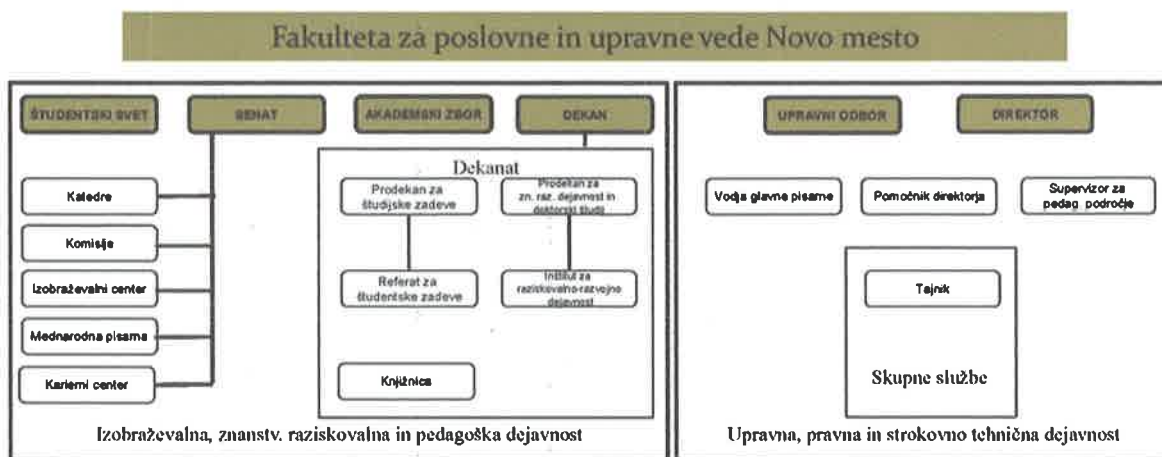 Fakulteta za poslovne in upravne vede Novo mesto
ŠTUDENTSKI SVET
SENAT
AKADEMSKI ZBOR
DEKAN
UPRAVNI ODBOR
DIREKTOR
Dekanat
Katedre
Komisije
Izobraževalni center
Mednarodna pisarna
Karierni center
Prodekan za
študijske zadeve
Prodekan za
zn. raz. dejavnost in
doktorski študij
Referat za
študentske zadeve
Inštitut za
raziskovalno-razvojno
dejavnost
Knjižnica
Izobraževalna, znanstv. raziskovalna in pedagoška dejavnost
Vodja glavne pisarne
Pomočnik direktorja
Supervizor za
pedag. področje
Tajnik
Skupne službe
Upravna, pravna in strokovno tehnična dejavnost